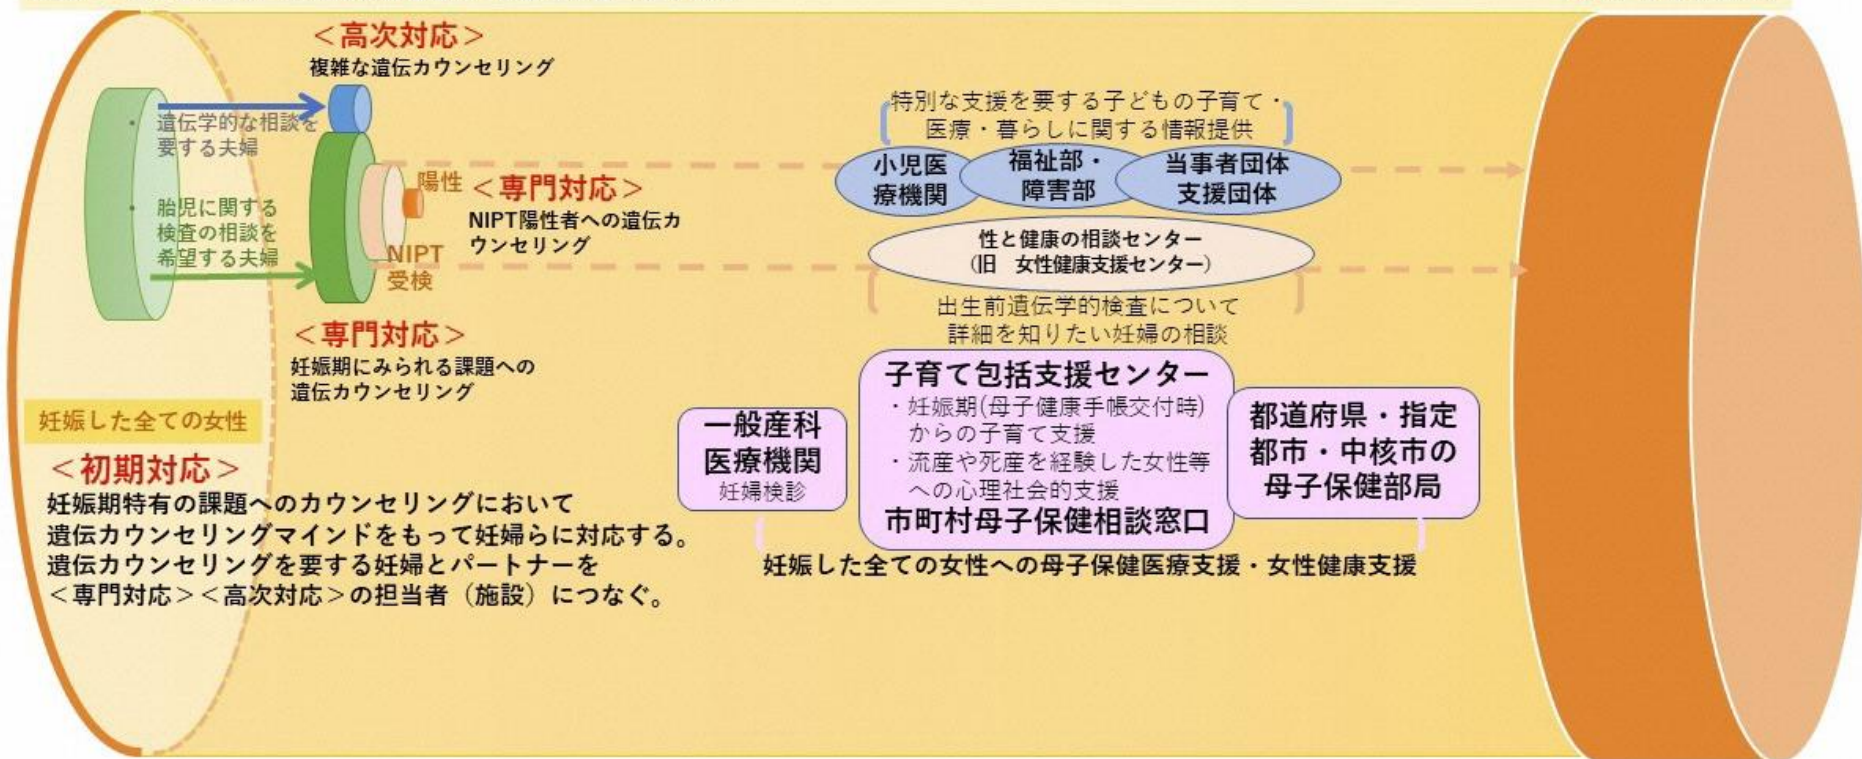 ＜高次対応＞
複雑な遺伝カウンセリング
・遺伝学的な相談を
要する夫婦
・胎児に関する
検査の相談を
希望する夫婦
陽性
NIPT
受検
＜専門対応＞
NIPT陽性者への遺伝カ
ウンセリング
＜専門対応＞
妊娠期にみられる課題への
遺伝カウンセリング
妊娠した全ての女性
＜初期対応＞
妊娠期特有の課題へのカウンセリングにおいて
遺伝カウンセリングマインドをもって妊婦らに対応する。
遺伝カウンセリングを要する妊婦とパートナーを
＜専門対応＞＜高次対応＞の担当者（施設）につなぐ。
特別な支援を要する子どもの子育て・
医療・暮らしに関する情報提供
小児医
療機関
福祉部・
障害部
当事者団体
支援団体
性と健康の相談センター
（旧　女性健康支援センター）
出生前遺伝学的検査について
詳細を知りたい妊婦の相談
一般産科
医療機関
妊婦検診
子育て包括支援センター
・妊娠期(母子健康手帳交付時)
からの子育て支援
・流産や死産を経験した女性等
への心理社会的支援
市町村母子保健相談窓口
都道府県・指定
都市・中核市の
母子保健部局
妊娠した全ての女性への母子保健医療支援・女性健康支援